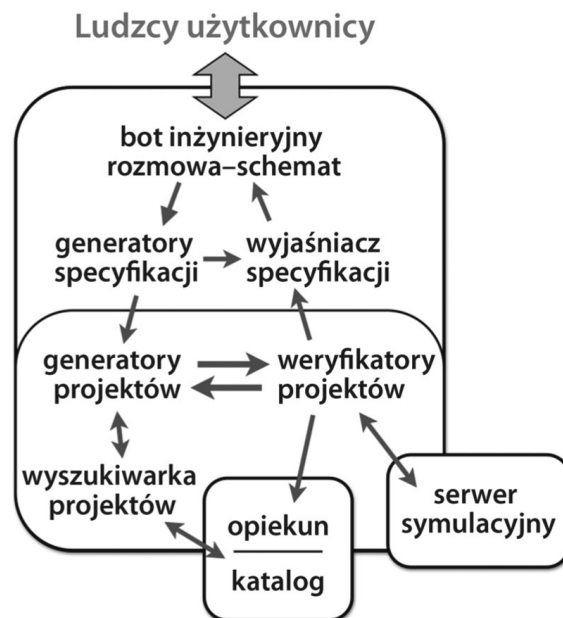 Ludzcy użytkownicy
bot inżynieryjny
rozmowa–schemat
generatory
specyfikacji
wyjaśniacz
specyfikacji
generatory
projektów
weryfikatory
projektów
wyszukiwarka
projektów
opiekun
katalog
serwer
symulacyjny